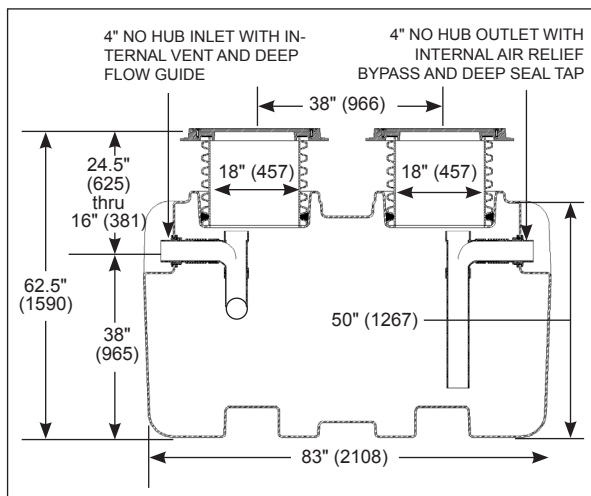 4" NO HUB INLET WITH IN-
TERNAL VENT AND DEEP
FLOW GUIDE
4" NO HUB OUTLET WITH
INTERNAL AIR RELIEF
BYPASS AND DEEP SEAL TAP
38" (966)
24.5"
(625)
thru
16" (381)
18" (457)
18" (457)
62.5"
(1590)
38"
(965)
50" (1267)
83" (2108)